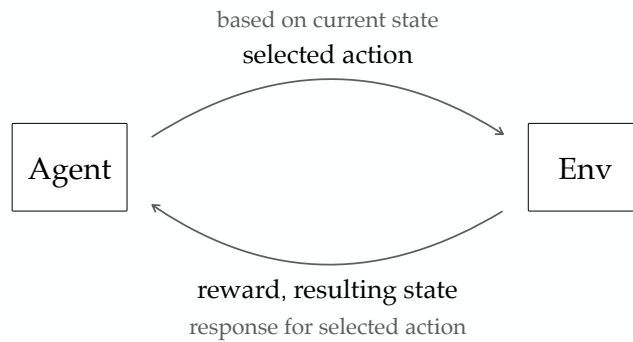 based on current state
selected action
Agent
Env
reward, resulting state
response for selected action